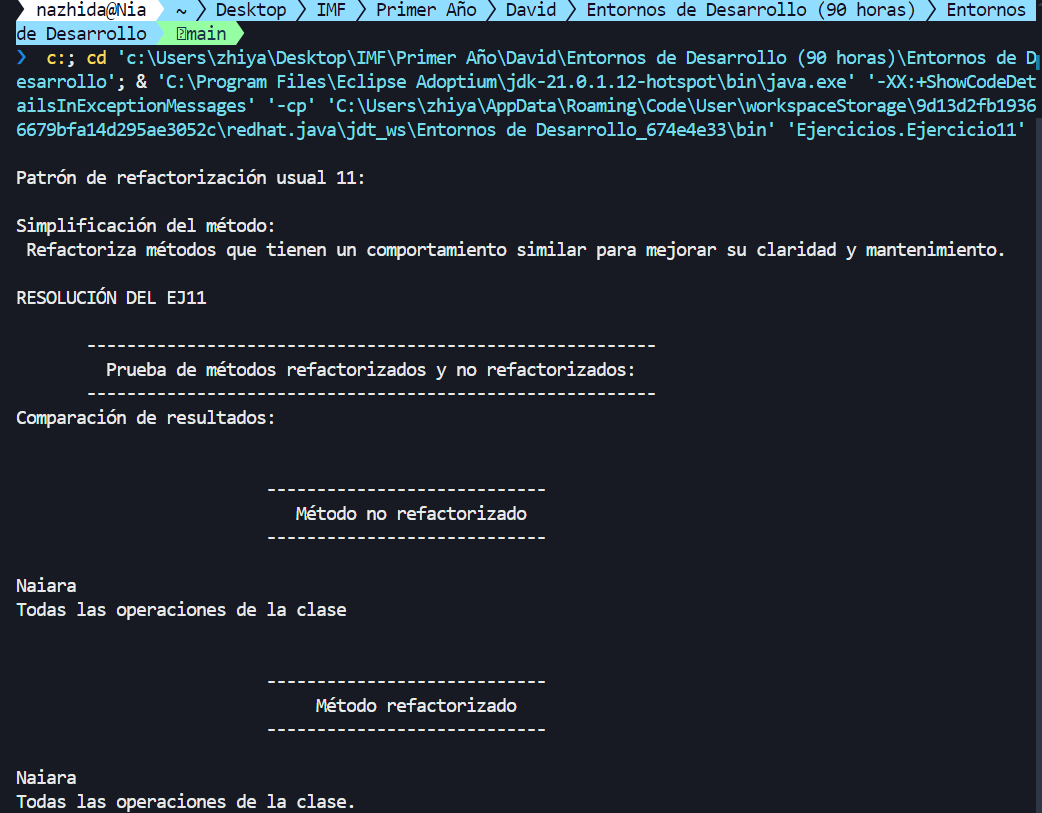 nazhida@Nia ~ Desktop IMF Primer Año David Entornos de Desarrollo (90 horas) Entornos
de Desarrollo main
❯ c:; cd 'c:\Users\zhiya\Desktop\IMF\Primer Año\David\Entornos de Desarrollo (90 horas)\Entornos de D
esarrollo'; & 'C:\Program Files\Eclipse Adoptium\jdk-21.0.1.12-hotspot\bin\java.exe' '-XX:+ShowCodeDet
ailsInExceptionMessages' '-cp' 'C:\Users\zhiya\AppData\Roaming\Code\User\workspaceStorage\9d13d2fb1936
6679bfa14d295ae3052c\redhat.java\jdt_ws\Entornos de Desarrollo_674e4e33\bin' 'Ejercicios.Ejercicio11'
Patrón de refactorización usual 11:
Simplificación del método:
Refactoriza métodos que tienen un comportamiento similar para mejorar su claridad y mantenimiento.
RESOLUCIÓN DEL EJ11
---------------------------------------------------------
Prueba de métodos refactorizados y no refactorizados:
---------------------------------------------------------
Comparación de resultados:
----------------------------
Método no refactorizado
----------------------------
Naiara
Todas las operaciones de la clase
----------------------------
Método refactorizado
----------------------------
Naiara
Todas las operaciones de la clase.